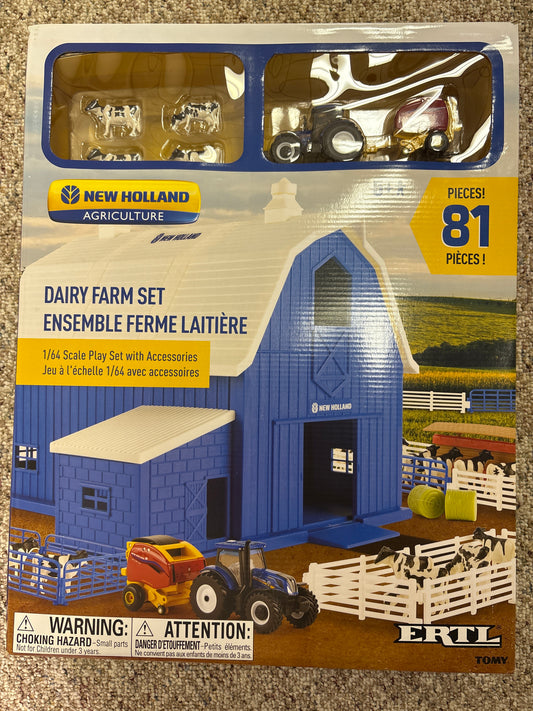 NEW HOLLAND
AGRICULTURE
PIECES!
81
PIÈCES !
NEW HOLLAND
DAIRY FARM SET
ENSEMBLE FERME LAITIÈRE
1/64 Scale Play Set with Accessories
Jeu à l'échelle 1/64 avec accessoires
NEW HOLLAND
WARNING:
CHOKING HAZARD–Small parts
Not for Children under 3 years.
ATTENTION:
DANGER D'ÉTOUFFEMENT–Petits éléments.
Ne convient pas aux enfants de moins de 3 ans.
ERTL
TOMY